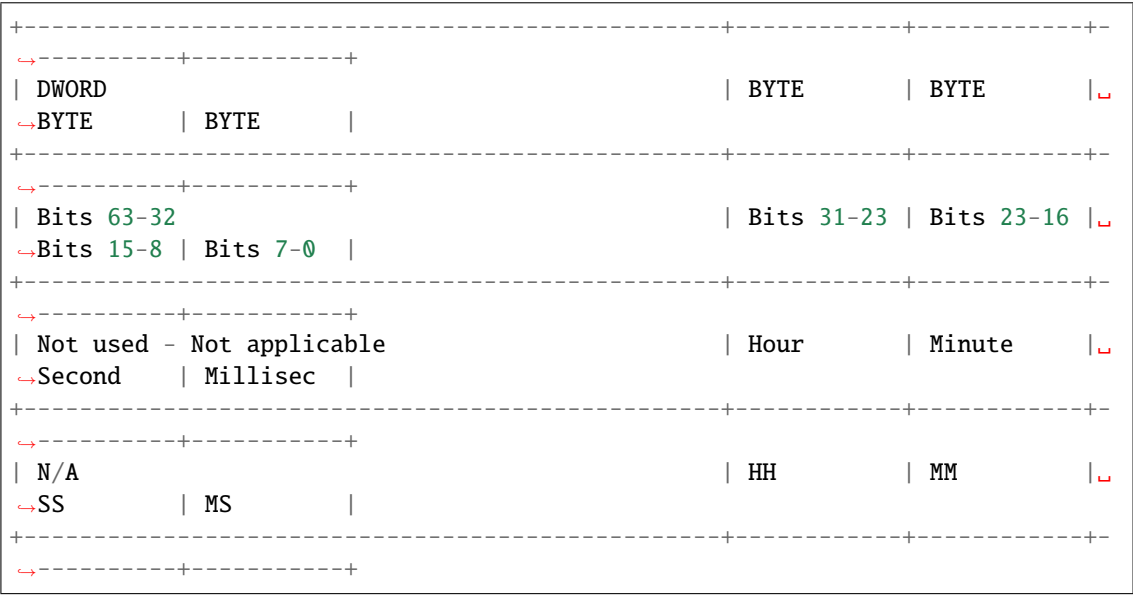 +--------------------------------------------------+------------+------------+-
↪----------+-----------+
| DWORD                                            | BYTE       | BYTE       |␣
↪BYTE      | BYTE      |
+--------------------------------------------------+------------+------------+-
↪----------+-----------+
| Bits 63-32                                       | Bits 31-23 | Bits 23-16 |␣
↪Bits 15-8 | Bits 7-0  |
+--------------------------------------------------+------------+------------+-
↪----------+-----------+
| Not used - Not applicable                        | Hour       | Minute     |␣
↪Second    | Millisec  |
+--------------------------------------------------+------------+------------+-
↪----------+-----------+
| N/A                                              | HH         | MM         |␣
↪SS        | MS        |
+--------------------------------------------------+------------+------------+-
↪----------+-----------+